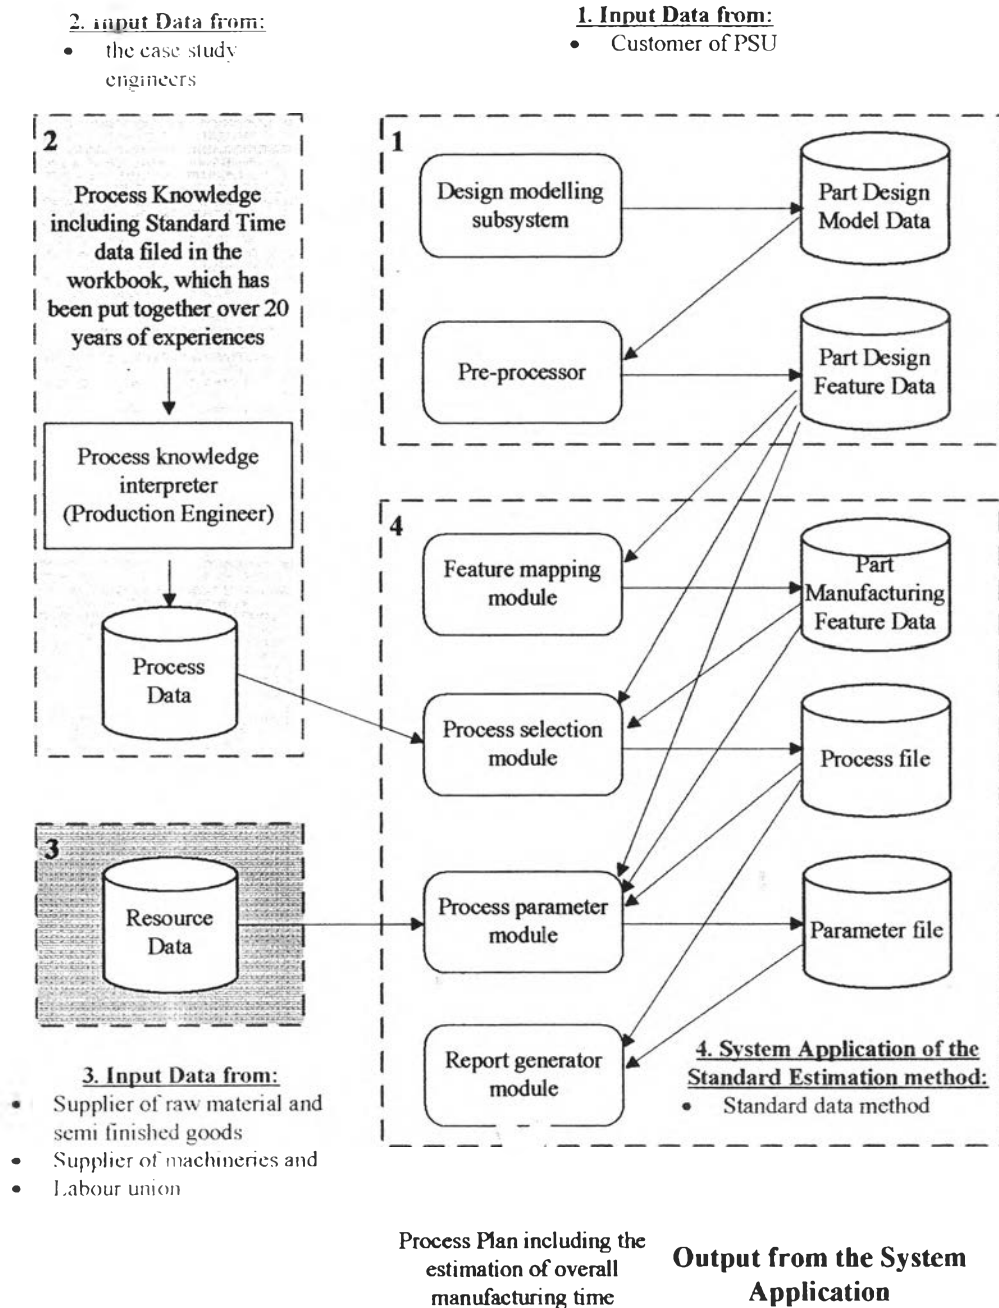 2. Input Data from:
• the case study
engineers
1. Input Data from:
• Customer of PSU
2
Process Knowledge
including Standard Time
data filed in the
workbook, which has
been put together over 20
years of experiences
Process knowledge
interpreter
(Production Engineer)
Process
Data
1
Design modelling
subsystem
Part Design
Model Data
Pre-processor
Part Design
Feature Data
4
Feature mapping
module
Part
Manufacturing
Feature Data
Process selection
module
Process file
3
Resource
Data
Process parameter
module
Parameter file
Report generator
module
4. System Application of the
Standard Estimation method:
• Standard data method
3. Input Data from:
• Supplier of raw material and
semi finished goods
• Supplier of machineries and
• Labour union
Process Plan including the
estimation of overall
manufacturing time
Output from the System
Application